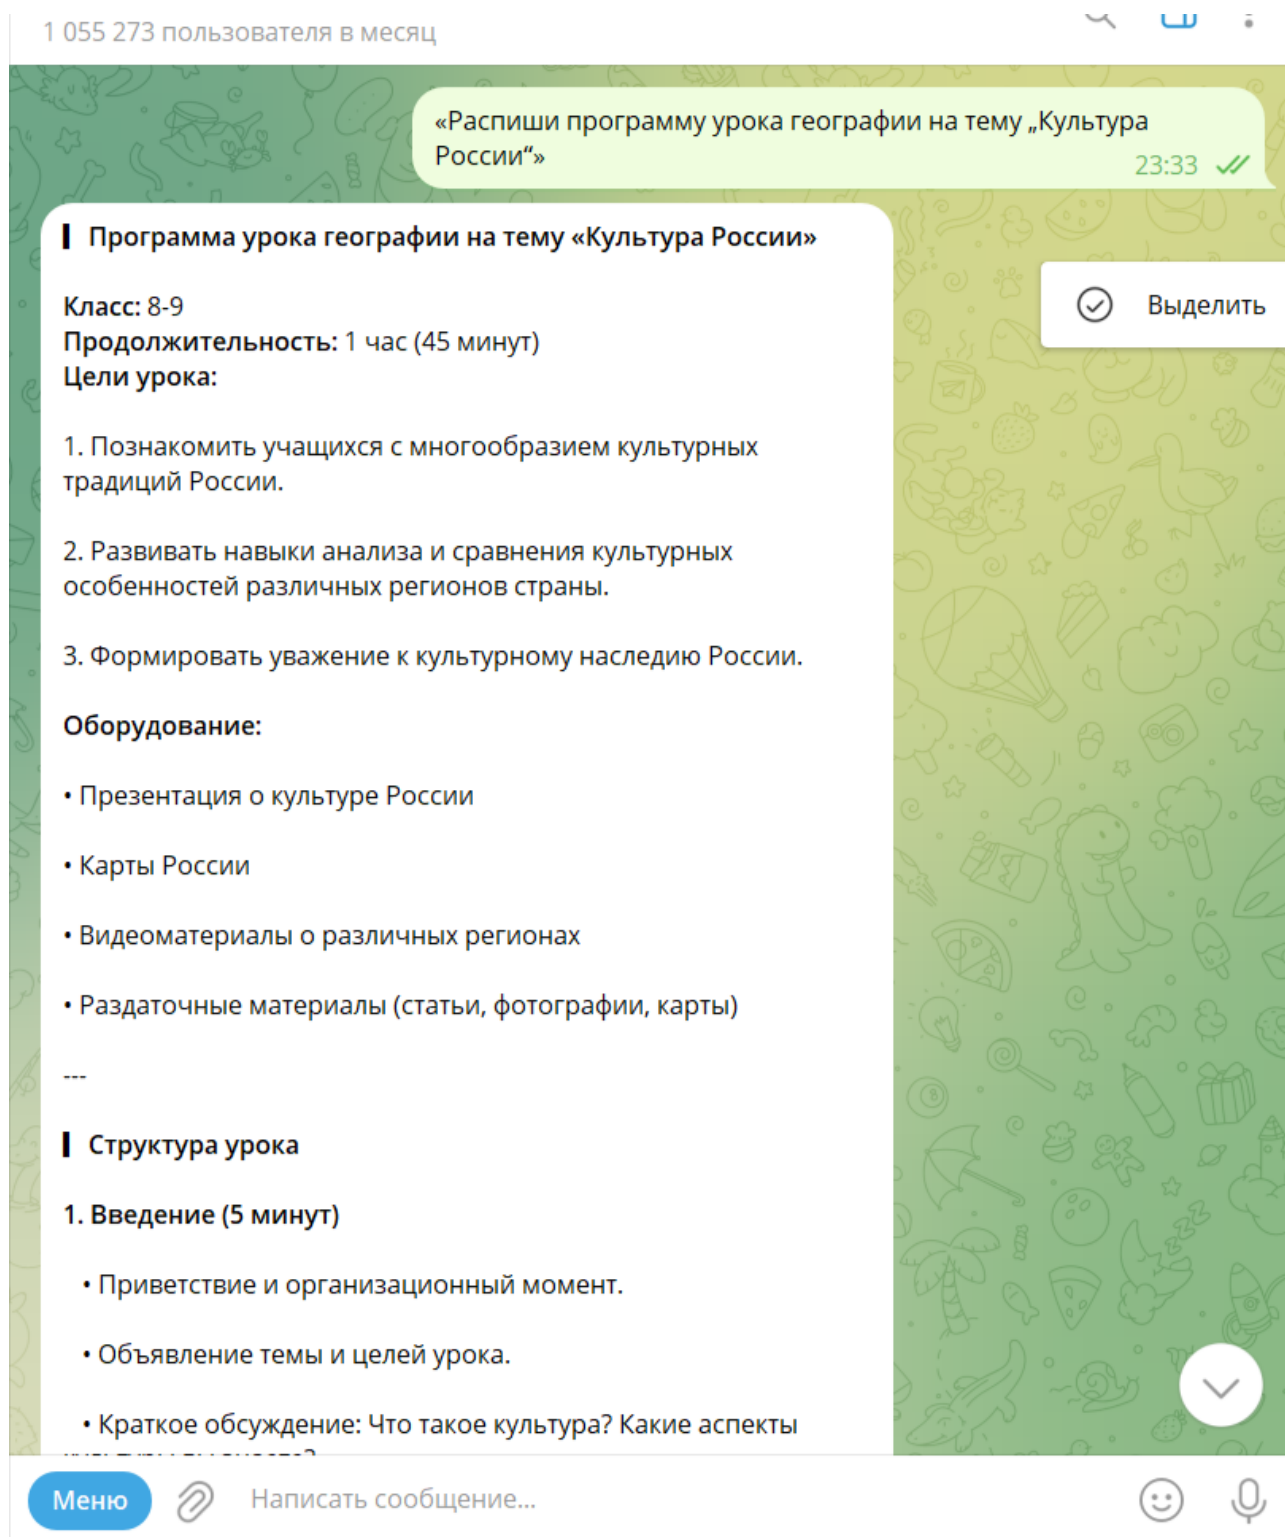 1 055 273 пользователя в месяц
«Распиши программу урока географии на тему „Культура
России“»
23:33
Программа урока географии на тему «Культура России»
Выделить
Класс: 8-9
Продолжительность: 1 час (45 минут)
Цели урока:
1. Познакомить учащихся с многообразием культурных
традиций России.
2. Развивать навыки анализа и сравнения культурных
особенностей различных регионов страны.
3. Формировать уважение к культурному наследию России.
Оборудование:
• Презентация о культуре России
• Карты России
• Видеоматериалы о различных регионах
• Раздаточные материалы (статьи, фотографии, карты)
---
Структура урока
1. Введение (5 минут)
• Приветствие и организационный момент.
• Объявление темы и целей урока.
• Краткое обсуждение: Что такое культура? Какие аспекты
Меню
Написать сообщение...